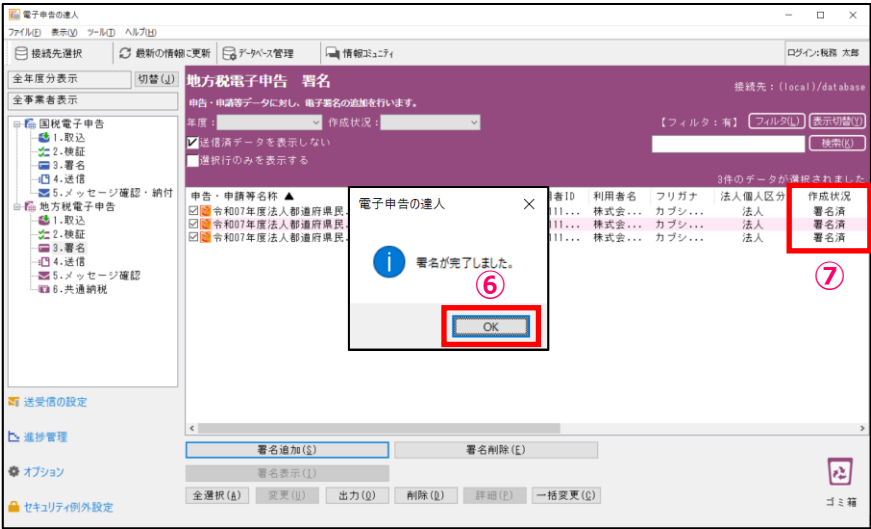 電子申告の達人
ファイル(F) 表示(V) ツール(T) ヘルプ(H)
接続先選択 最新の情報に更新 データベース管理 情報コミュニティ ログイン:税務 太郎
全年度分表示 切替(J)
全事業者表示
国税電子申告
1.取込
2.検証
3.署名
4.送信
5.メッセージ確認・納付
地方税電子申告
1.取込
2.検証
3.署名
4.送信
5.メッセージ確認
6.共通納税
送受信の設定
進捗管理
オプション
セキュリティ例外設定
地方税電子申告 署名
接続先:(local)/database
申告・申請等データに対し、電子署名の追加を行います。
年度: 作成状況: 【フィルタ:有】 フィルタ(L) 表示切替(Y)
送信済データを表示しない 検索(K)
選択行のみを表示する
3件のデータが選択されました
申告・申請等名称 ▲ 用者ID 利用者名 フリガナ 法人個人区分 作成状況
令和07年度法人都道府県民. 111... 株式会... カブシ... 法人 署名済
令和07年度法人都道府県民. 111... 株式会... カブシ... 法人 署名済
令和07年度法人都道府県民. 111... 株式会... カブシ... 法人 署名済
電子申告の達人
署名が完了しました。
⑥
OK
⑦
署名追加(S) 署名削除(E)
署名表示(I)
全選択(A) 変更(U) 出力(O) 削除(D) 詳細(P) 一括変更(C)
ゴミ箱